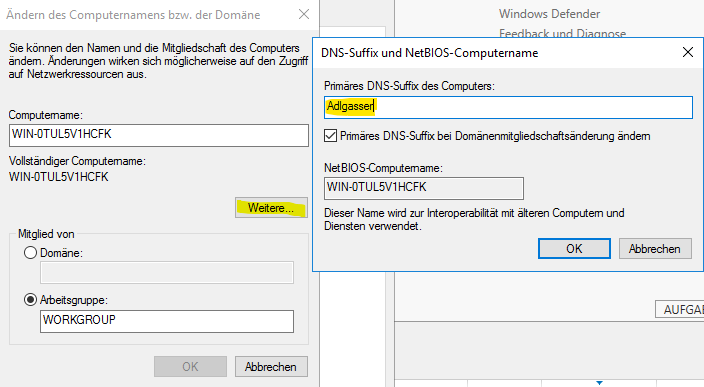 Ändern des Computernamens bzw. der Domäne
Sie können den Namen und die Mitgliedschaft des Computers
ändern. Änderungen wirken sich möglicherweise auf den Zugriff
auf Netzwerkressourcen aus.
Computername:
WIN-0TUL5V1HCFK
Vollständiger Computername:
WIN-0TUL5V1HCFK
Weitere...
Mitglied von
Domäne:
Arbeitsgruppe:
WORKGROUP
OK
Abbrechen
Windows Defender
Feedback und Diagnose
DNS-Suffix und NetBIOS-Computername
Primäres DNS-Suffix des Computers:
Adlgasser
Primäres DNS-Suffix bei Domänenmitgliedschaftsänderung ändern
NetBIOS-Computername:
WIN-0TUL5V1HCFK
Dieser Name wird zur Interoperabilität mit älteren Computern und
Diensten verwendet.
OK
Abbrechen
AUFGAB